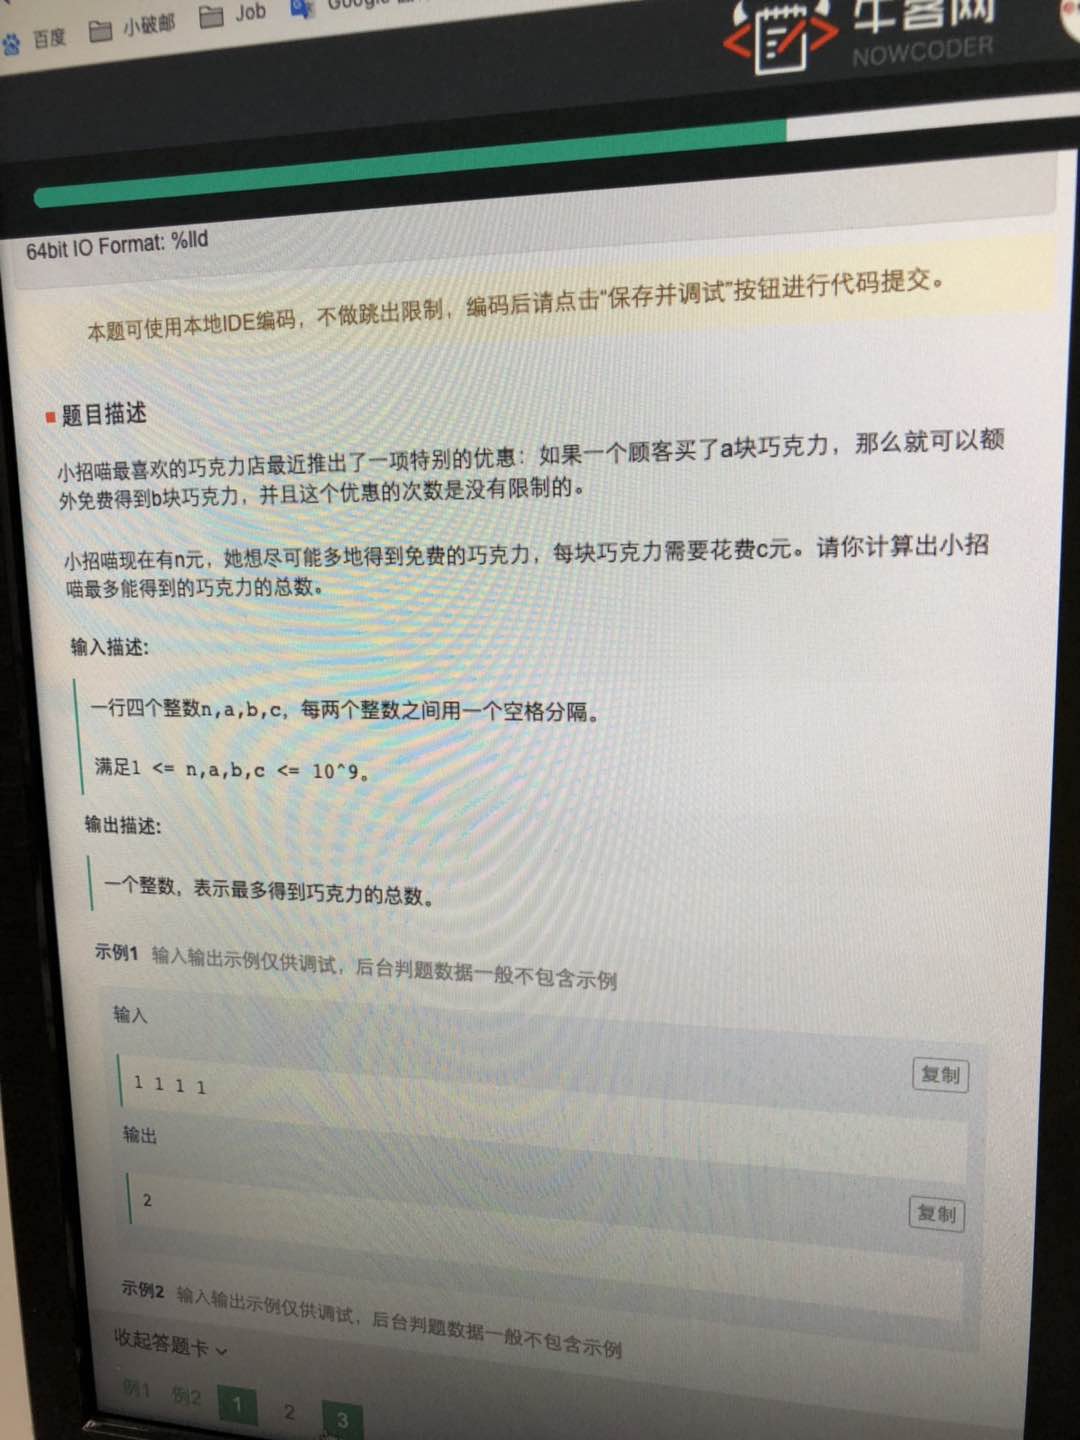 百度 小破邮 Job
牛客网
NOWCODER
64bit IO Format: %lld
本题可使用本地IDE编码，不做跳出限制，编码后请点击“保存并调试”按钮进行代码提交。
题目描述
小招喵最喜欢的巧克力店最近推出了一项特别的优惠：如果一个顾客买了a块巧克力，那么就可以额
外免费得到b块巧克力，并且这个优惠的次数是没有限制的。
小招喵现在有n元，她想尽可能多地得到免费的巧克力，每块巧克力需要花费c元。请你计算出小招
喵最多能得到的巧克力的总数。
输入描述:
一行四个整数n,a,b,c，每两个整数之间用一个空格分隔。
满足1 <= n,a,b,c <= 10^9。
输出描述:
一个整数，表示最多得到巧克力的总数。
示例1 输入输出示例仅供调试，后台判题数据一般不包含示例
输入
复制
1 1 1 1
输出
复制
2
示例2 输入输出示例仅供调试，后台判题数据一般不包含示例
收起答题卡
例1 例2 1 2 3